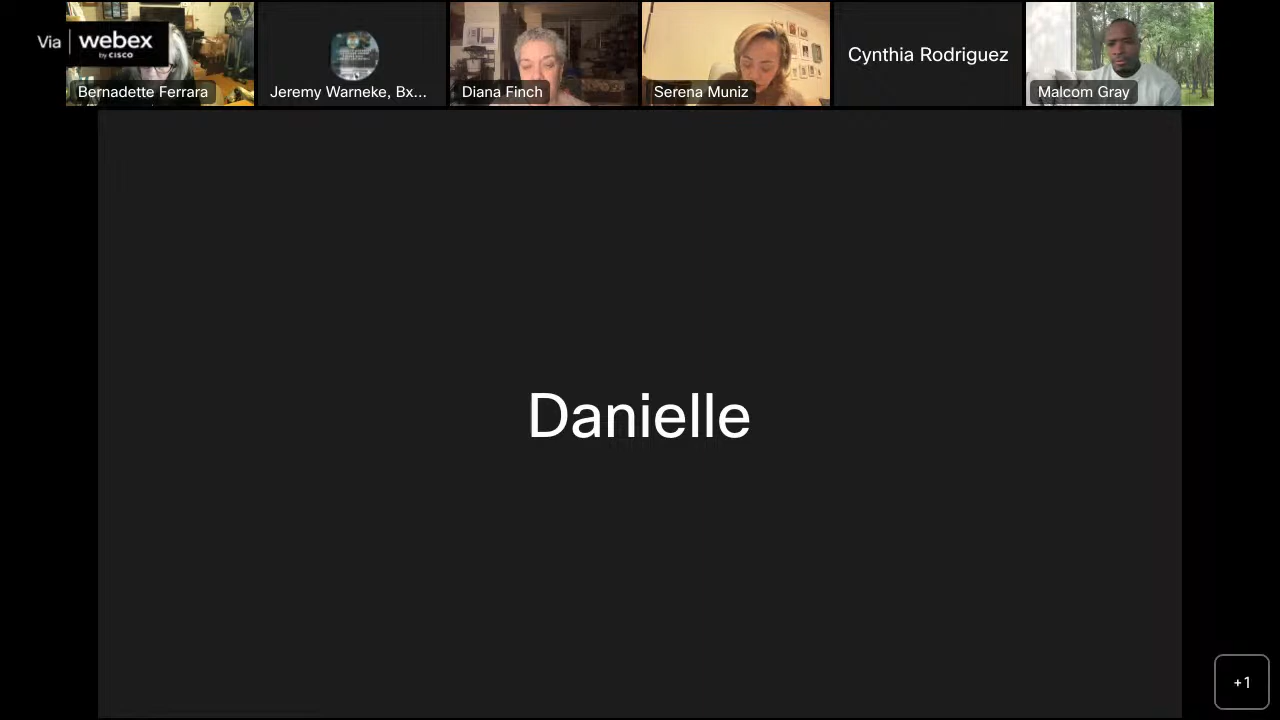 Via webex
by CISCO
Bernadette Ferrara
Jeremy Warneke, Bx...
Diana Finch
Serena Muniz
Cynthia Rodriguez
Malcom Gray
Danielle
+1